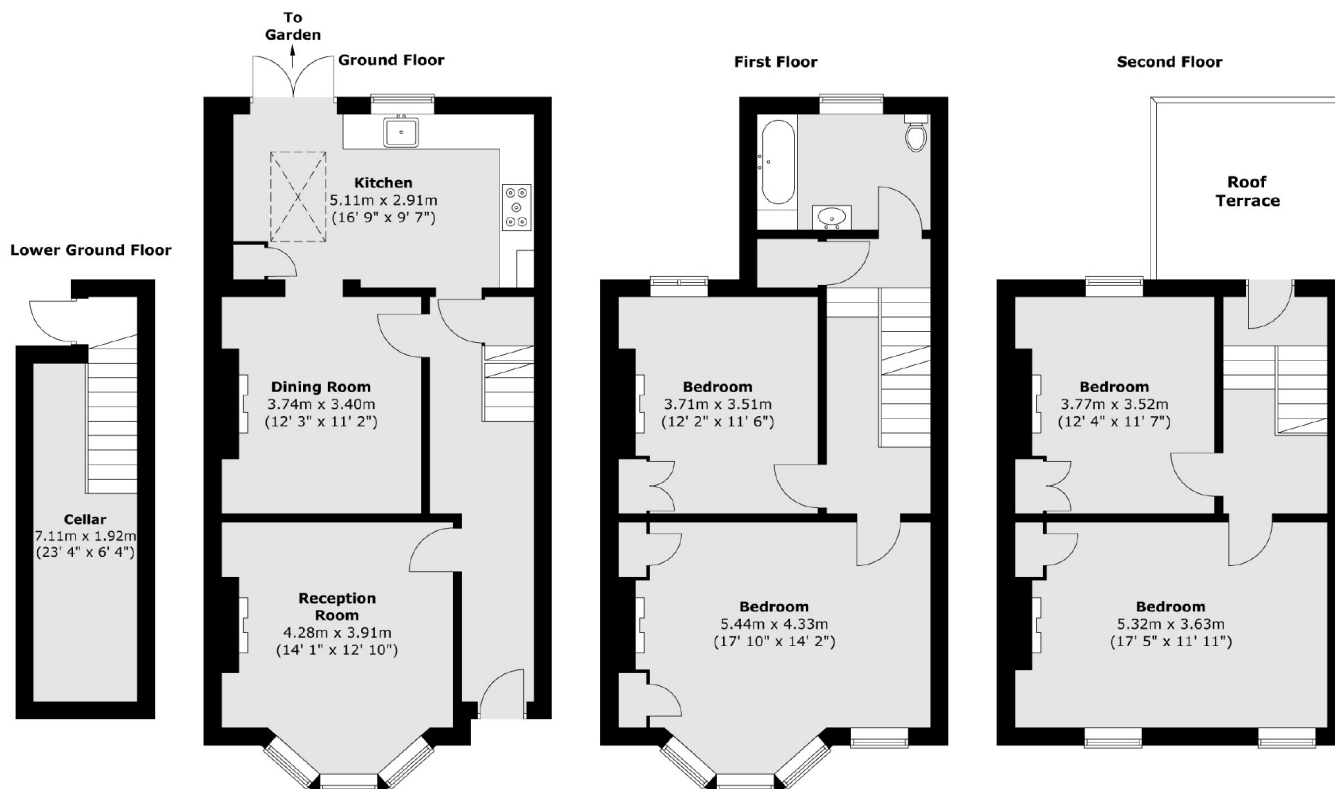 To
Garden
Ground Floor
First Floor
Second Floor
Kitchen
5.11m x 2.91m
(16' 9" x 9' 7")
Roof
Terrace
Lower Ground Floor
Dining Room
3.74m x 3.40m
(12' 3" x 11' 2")
Bedroom
3.71m x 3.51m
(12' 2" x 11' 6")
Bedroom
3.77m x 3.52m
(12' 4" x 11' 7")
Cellar
7.11m x 1.92m
(23' 4" x 6' 4")
Reception
Room
4.28m x 3.91m
(14' 1" x 12' 10")
Bedroom
5.44m x 4.33m
(17' 10" x 14' 2")
Bedroom
5.32m x 3.63m
(17' 5" x 11' 11")